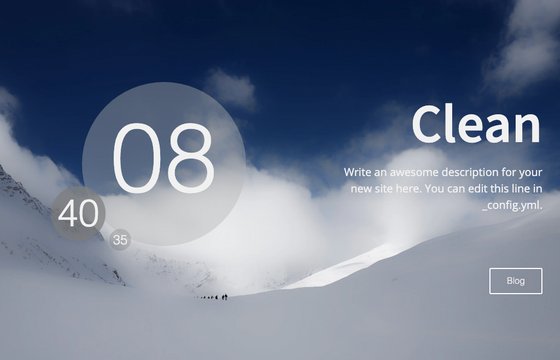 08
40
35
Clean
Write an awesome description for your
new site here. You can edit this line in
_config.yml.
Blog